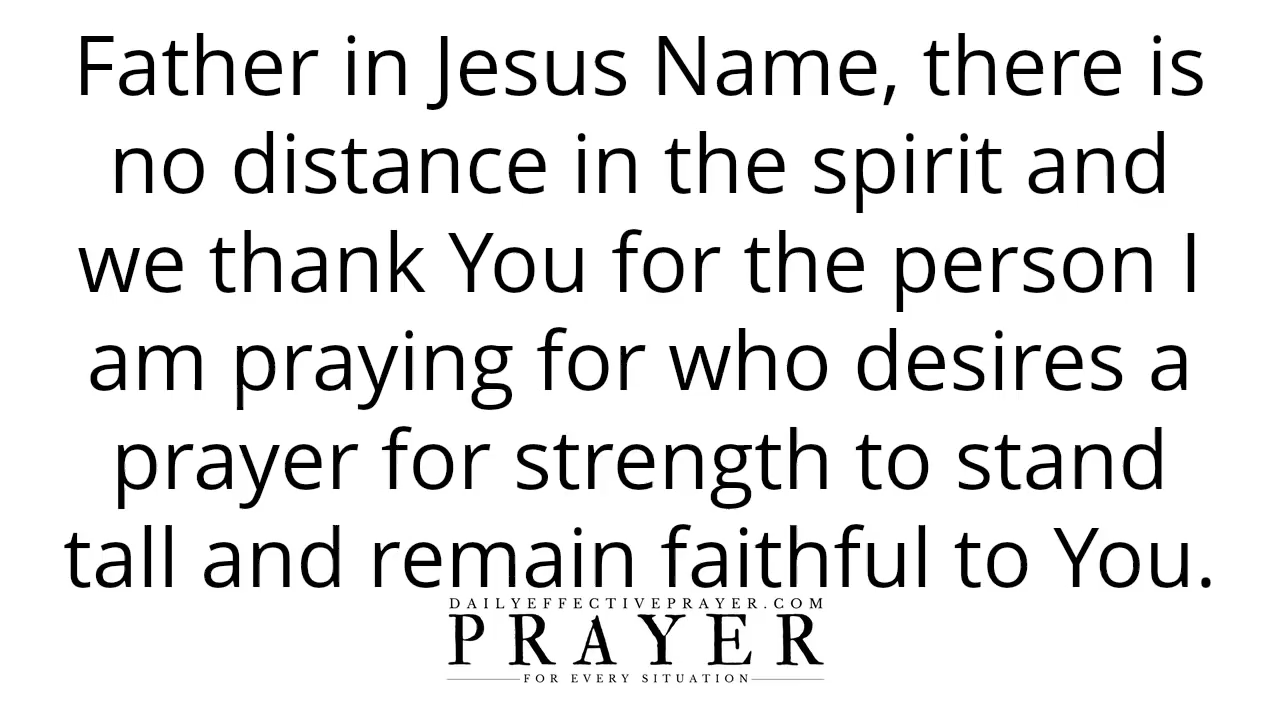 Father in Jesus Name, there is
no distance in the spirit and
we thank You for the person I
am praying for who desires a
prayer for strength to stand
tall and remain faithful to You.
DAILYEFFECTIVEPRAYER.COM
PRAYER
FOR EVERY SITUATION